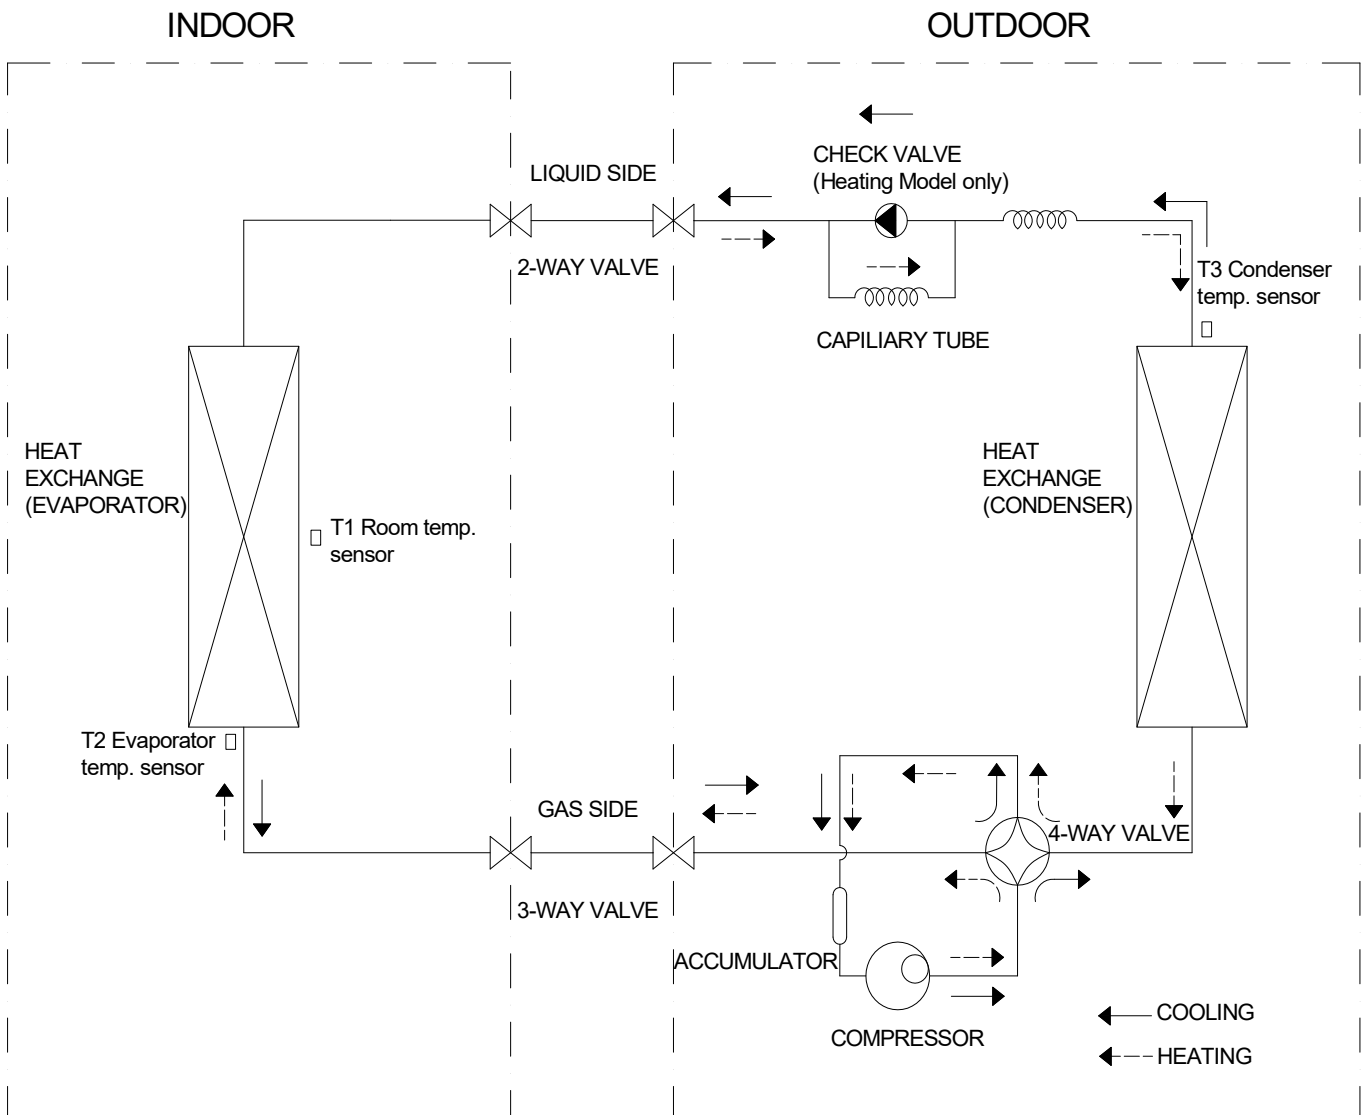 INDOOR
OUTDOOR
CHECK VALVE
(Heating Model only)
LIQUID SIDE
2-WAY VALVE
T3 Condenser
temp. sensor
CAPILIARY TUBE
HEAT
EXCHANGE
(EVAPORATOR)
HEAT
EXCHANGE
(CONDENSER)
T1 Room temp.
sensor
T2 Evaporator
temp. sensor
GAS SIDE
4-WAY VALVE
3-WAY VALVE
ACCUMULATOR
COMPRESSOR
COOLING
HEATING